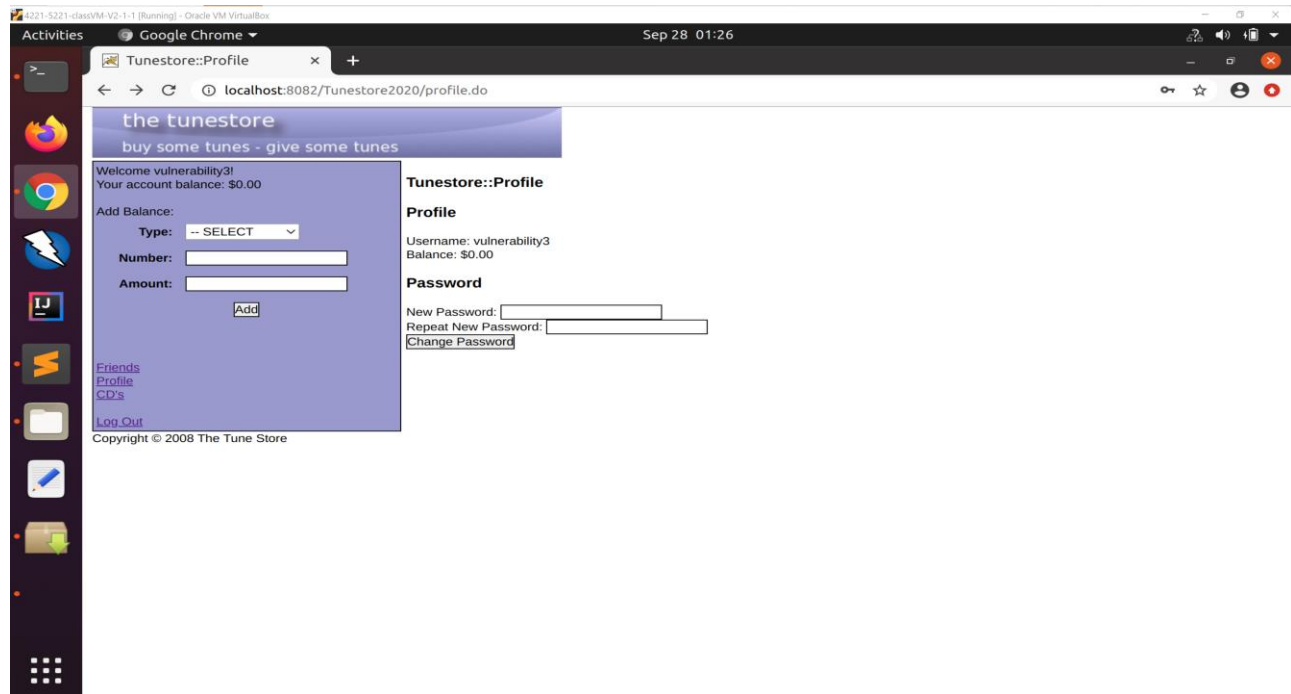 4221-5221-classVM-V2-1-1 [Running] - Oracle VM VirtualBox
Activities Google Chrome Sep 28 01:26
Tunestore::Profile
localhost:8082/Tunestore2020/profile.do
the tunestore
buy some tunes - give some tunes
Welcome vulnerability3!
Your account balance: $0.00
Add Balance:
Type: -- SELECT
Number:
Amount:
Add
Friends
Profile
CD's
Log Out
Tunestore::Profile
Profile
Username: vulnerability3
Balance: $0.00
Password
New Password:
Repeat New Password:
Change Password
Copyright © 2008 The Tune Store